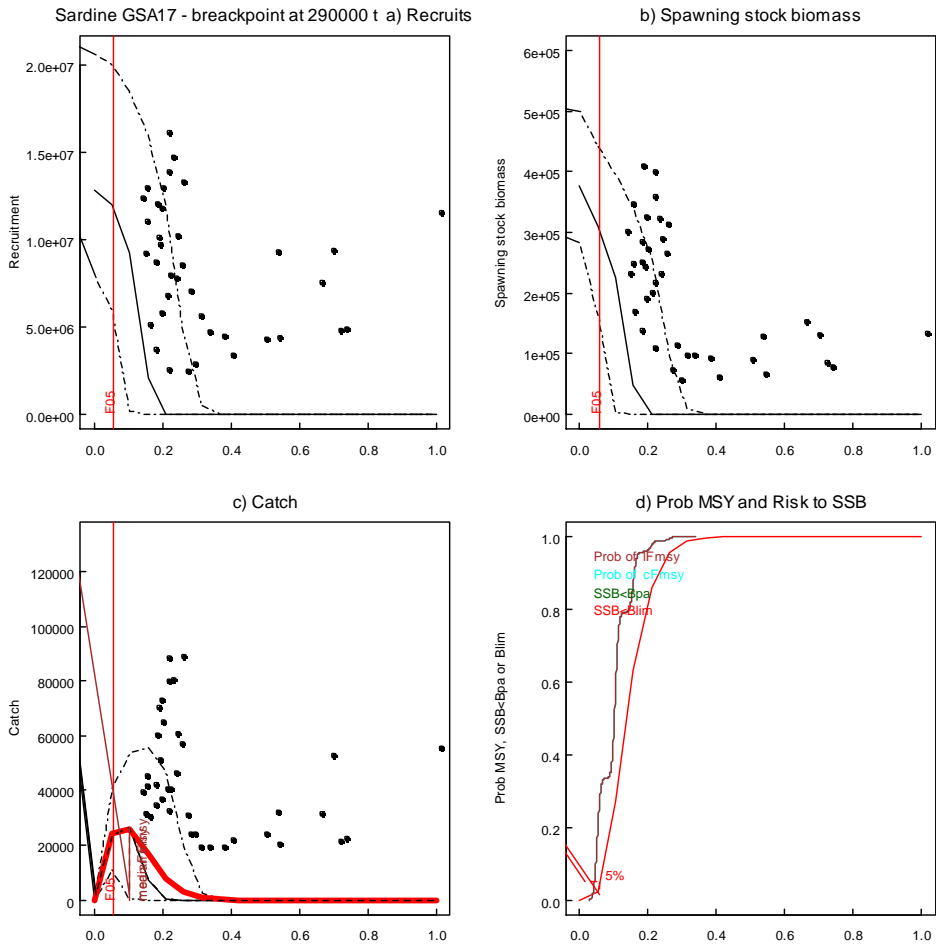 Sardine GSA17 - breackpoint at 290000 t a) Recruits
b) Spawning stock biomass
Recruitment
2.0e+07
1.5e+07
1.0e+07
5.0e+06
0.0e+00
F05
0.0 0.2 0.4 0.6 0.8 1.0
Spawning stock biomass
6e+05
5e+05
4e+05
3e+05
2e+05
1e+05
0e+00
F05
0.0 0.2 0.4 0.6 0.8 1.0
c) Catch
d) Prob MSY and Risk to SSB
Catch
120000
100000
80000
60000
40000
20000
0
F05
0.0 0.2 0.4 0.6 0.8 1.0
Prob MSY, SSB<Bpa or Blim
1.0
0.8
0.6
0.4
0.2
0.0
Prob of lFmsy
Prob of cFmsy
SSB<Bpa
SSB<Blim
5%
0.0 0.2 0.4 0.6 0.8 1.0